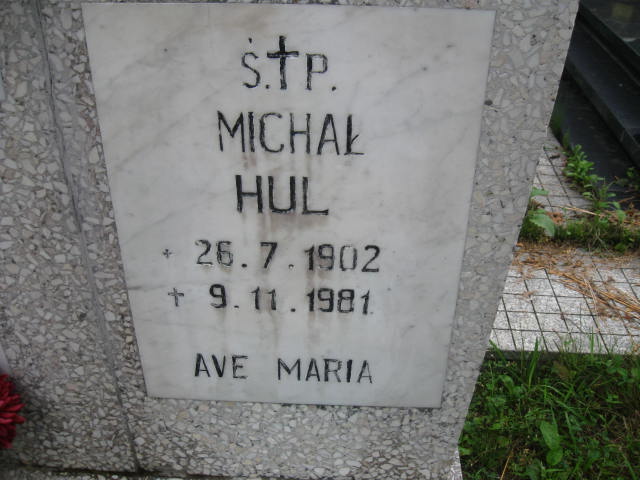 Ś.†P.
MICHAŁ
HUL
* 26.7.1902
† 9.11.1981
AVE MARIA